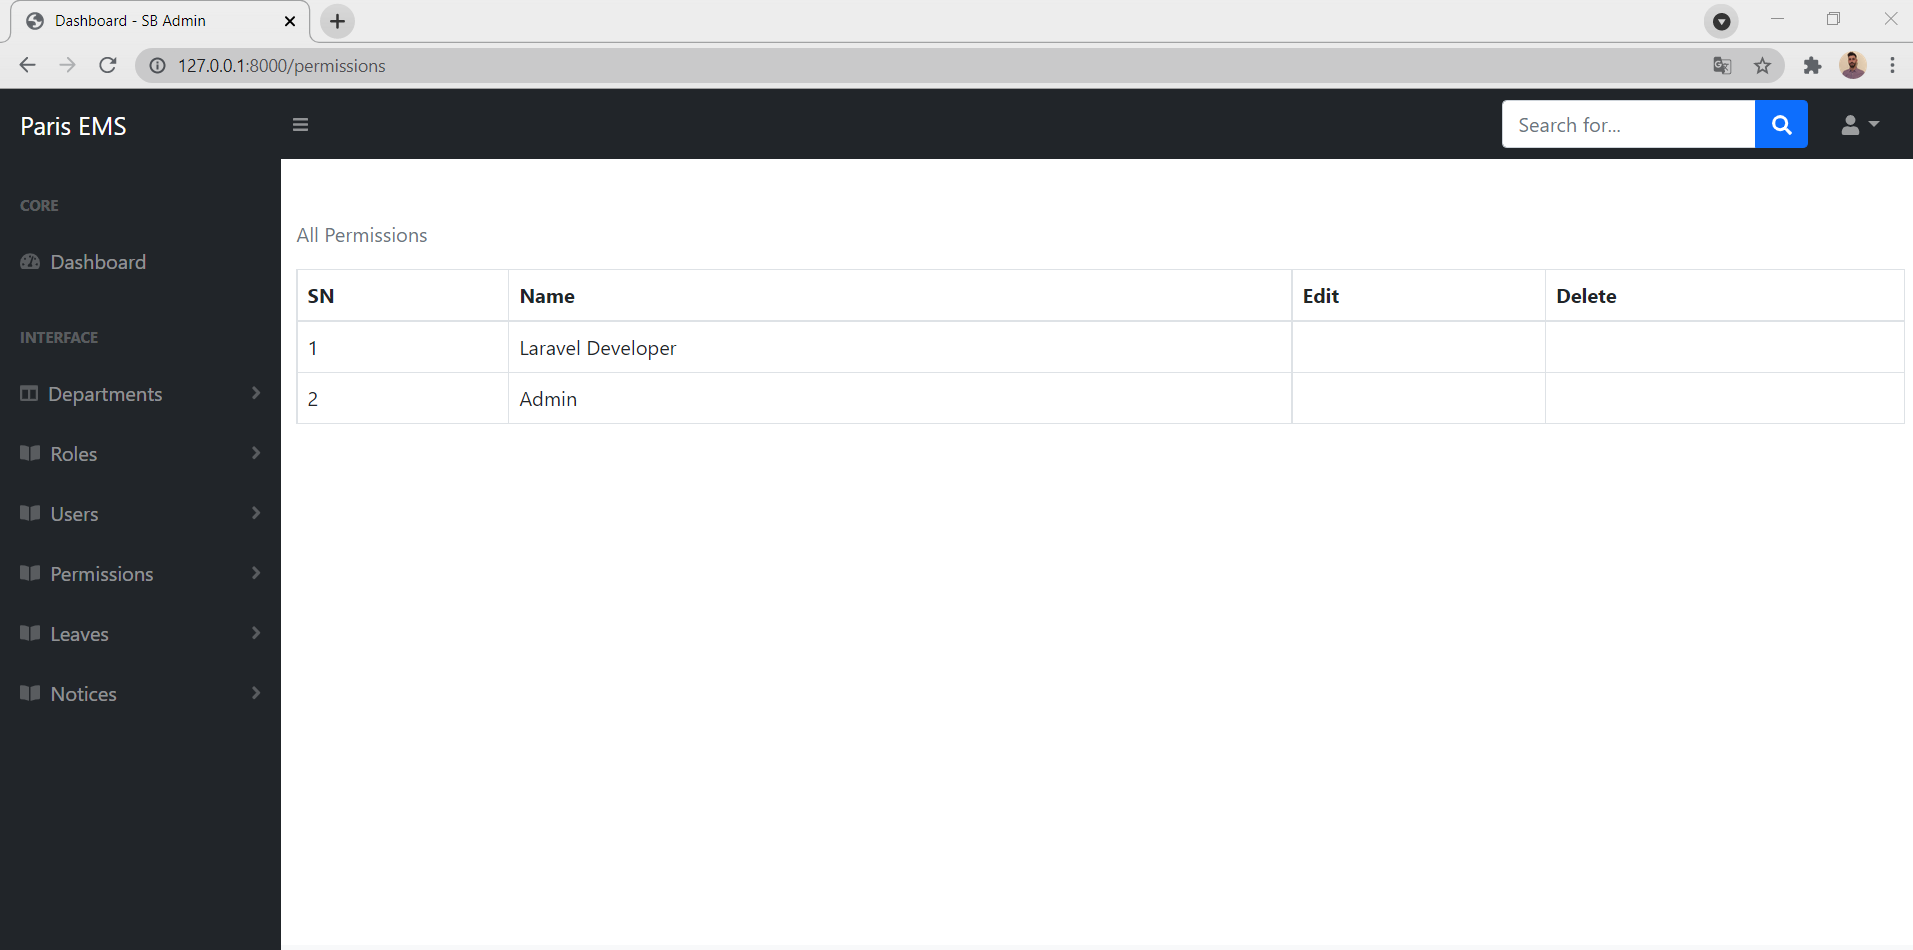 Dashboard - SB Admin
127.0.0.1:8000/permissions
Paris EMS
Search for...
CORE
Dashboard
INTERFACE
Departments
Roles
Users
Permissions
Leaves
Notices
All Permissions
SN Name Edit Delete
1 Laravel Developer
2 Admin